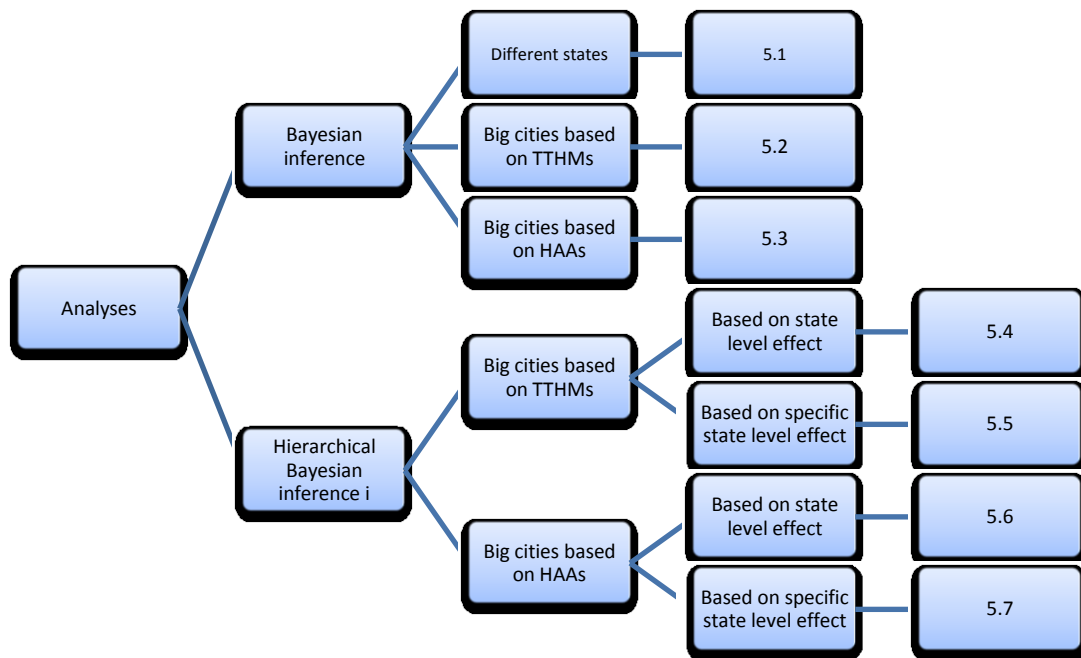 Analyses
Bayesian
inference
Different states
5.1
Big cities based
on TTHMs
5.2
Big cities based
on HAAs
5.3
Hierarchical
Bayesian
inference i
Big cities based
on TTHMs
Based on state
level effect
5.4
Based on specific
state level effect
5.5
Big cities based
on HAAs
Based on state
level effect
5.6
Based on specific
state level effect
5.7